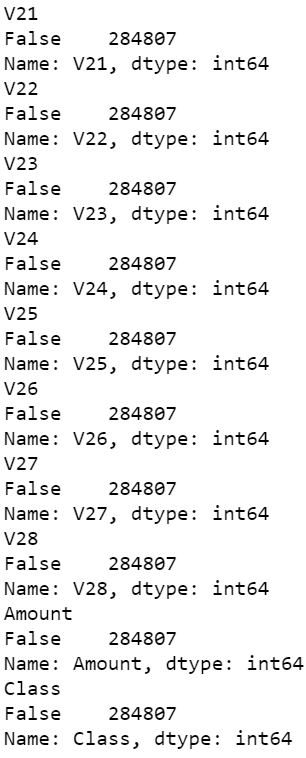 V21
False    284807
Name: V21, dtype: int64
V22
False    284807
Name: V22, dtype: int64
V23
False    284807
Name: V23, dtype: int64
V24
False    284807
Name: V24, dtype: int64
V25
False    284807
Name: V25, dtype: int64
V26
False    284807
Name: V26, dtype: int64
V27
False    284807
Name: V27, dtype: int64
V28
False    284807
Name: V28, dtype: int64
Amount
False    284807
Name: Amount, dtype: int64
Class
False    284807
Name: Class, dtype: int64